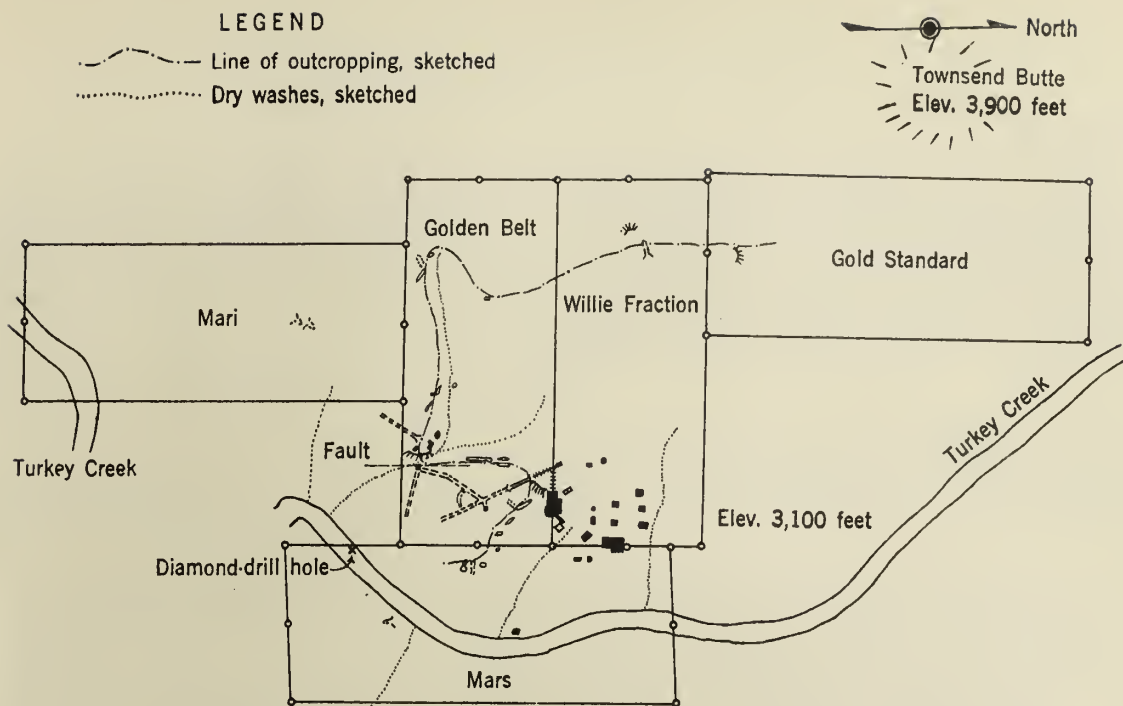 LEGEND
Line of outcropping, sketched
Dry washes, sketched
North
Townsend Butte
Elev. 3,900 feet
Golden Belt
Gold Standard
Willie Fraction
Mari
Turkey Creek
Fault
Turkey Creek
Elev. 3,100 feet
Diamond-drill hole
Mars